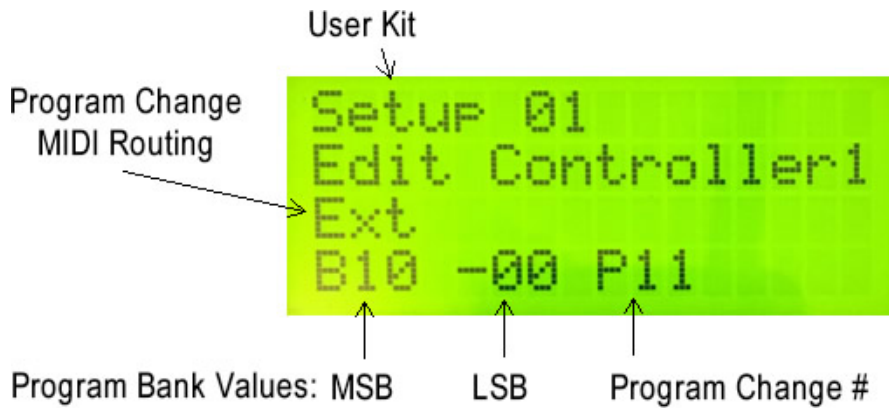 User Kit
Program Change
MIDI Routing
Setup 01
Edit Controller1
Ext
B10 -00 P11
Program Bank Values: MSB LSB Program Change #